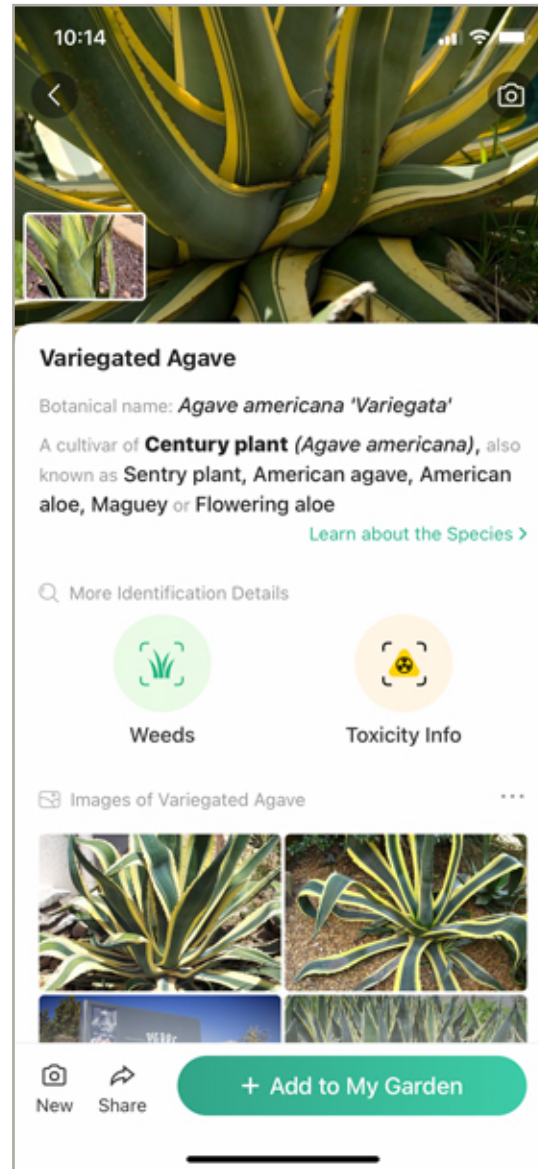 10:14
Variegated Agave
Botanical name: Agave americana 'Variegata'
A cultivar of Century plant (Agave americana), also
known as Sentry plant, American agave, American
aloe, Maguey or Flowering aloe
Learn about the Species >
More Identification Details
Weeds
Toxicity Info
Images of Variegated Agave
New
Share
+ Add to My Garden